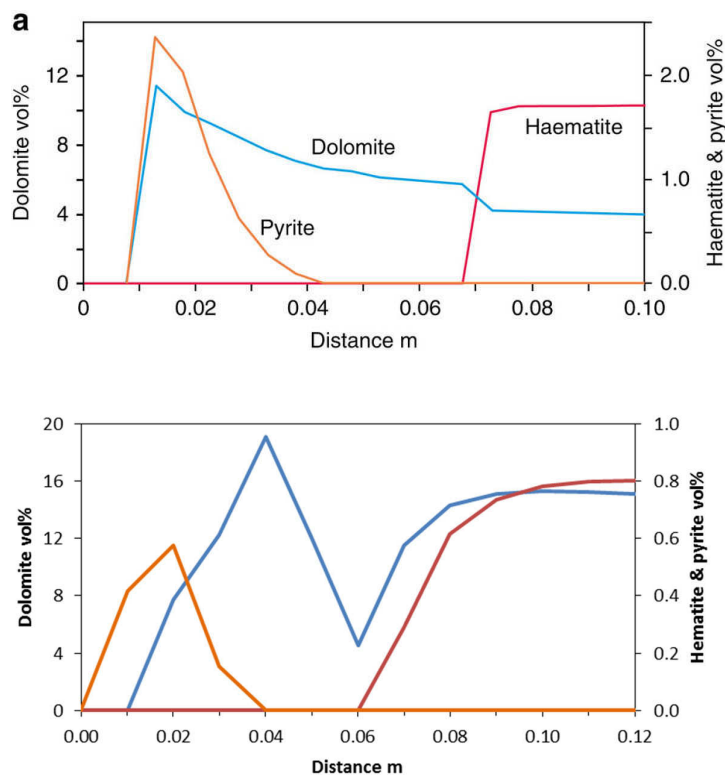 a
Dolomite vol%
12
8
4
0
2.0
1.0
0.0
Haematite & pyrite vol%
Dolomite
Haematite
Pyrite
0 0.02 0.04 0.06 0.08 0.10
Distance m
Dolomite vol%
20
16
12
8
4
0
1.0
0.8
0.6
0.4
0.2
0.0
Hematite & pyrite vol%
0.00 0.02 0.04 0.06 0.08 0.10 0.12
Distance m